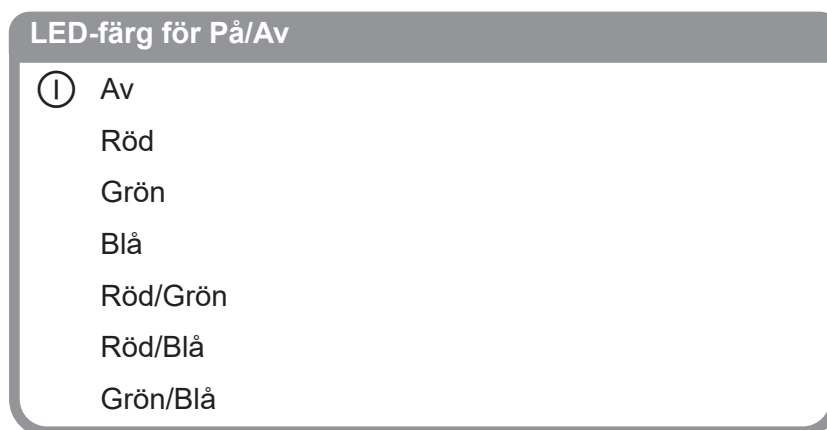 LED-färg för På/Av
Av
Röd
Grön
Blå
Röd/Grön
Röd/Blå
Grön/Blå